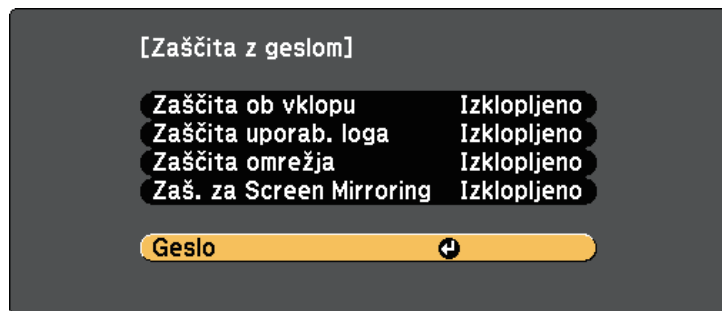 [Zaščita z geslom]
Zaščita ob vklopu Izklopljeno
Zaščita uporab. loga Izklopljeno
Zaščita omrežja Izklopljeno
Zaš. za Screen Mirroring Izklopljeno
Geslo